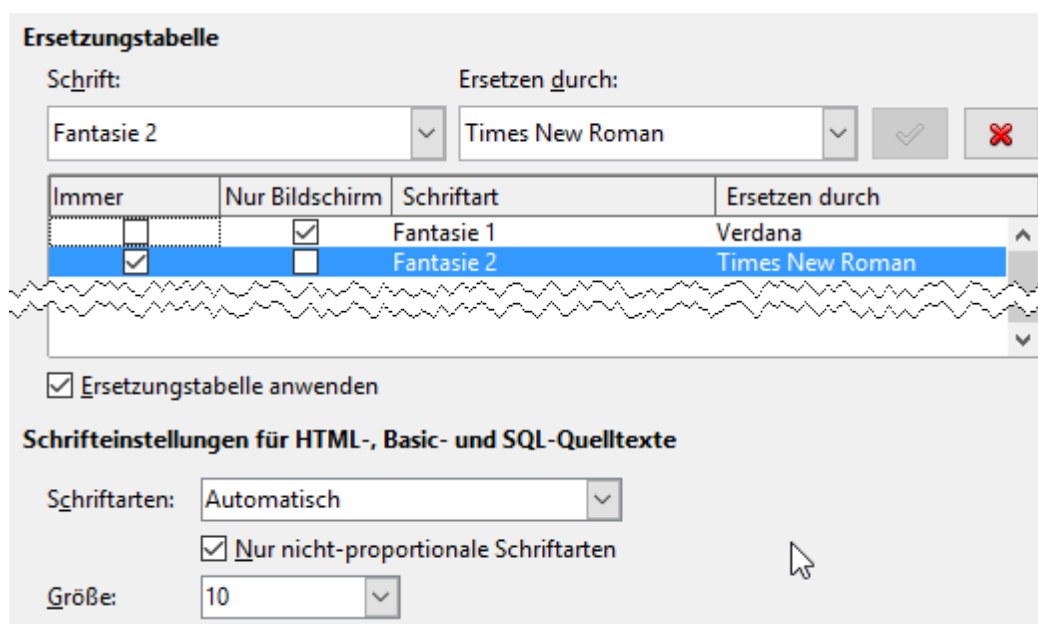 Ersetzungstabelle
Schrift: Ersetzen durch:
Fantasie 2 Times New Roman
Immer Nur Bildschirm Schriftart Ersetzen durch
Fantasie 1 Verdana
Fantasie 2 Times New Roman
Ersetzungstabelle anwenden
Schrifteinstellungen für HTML-, Basic- und SQL-Quelltexte
Schriftarten: Automatisch
Nur nicht-proportionale Schriftarten
Größe: 10